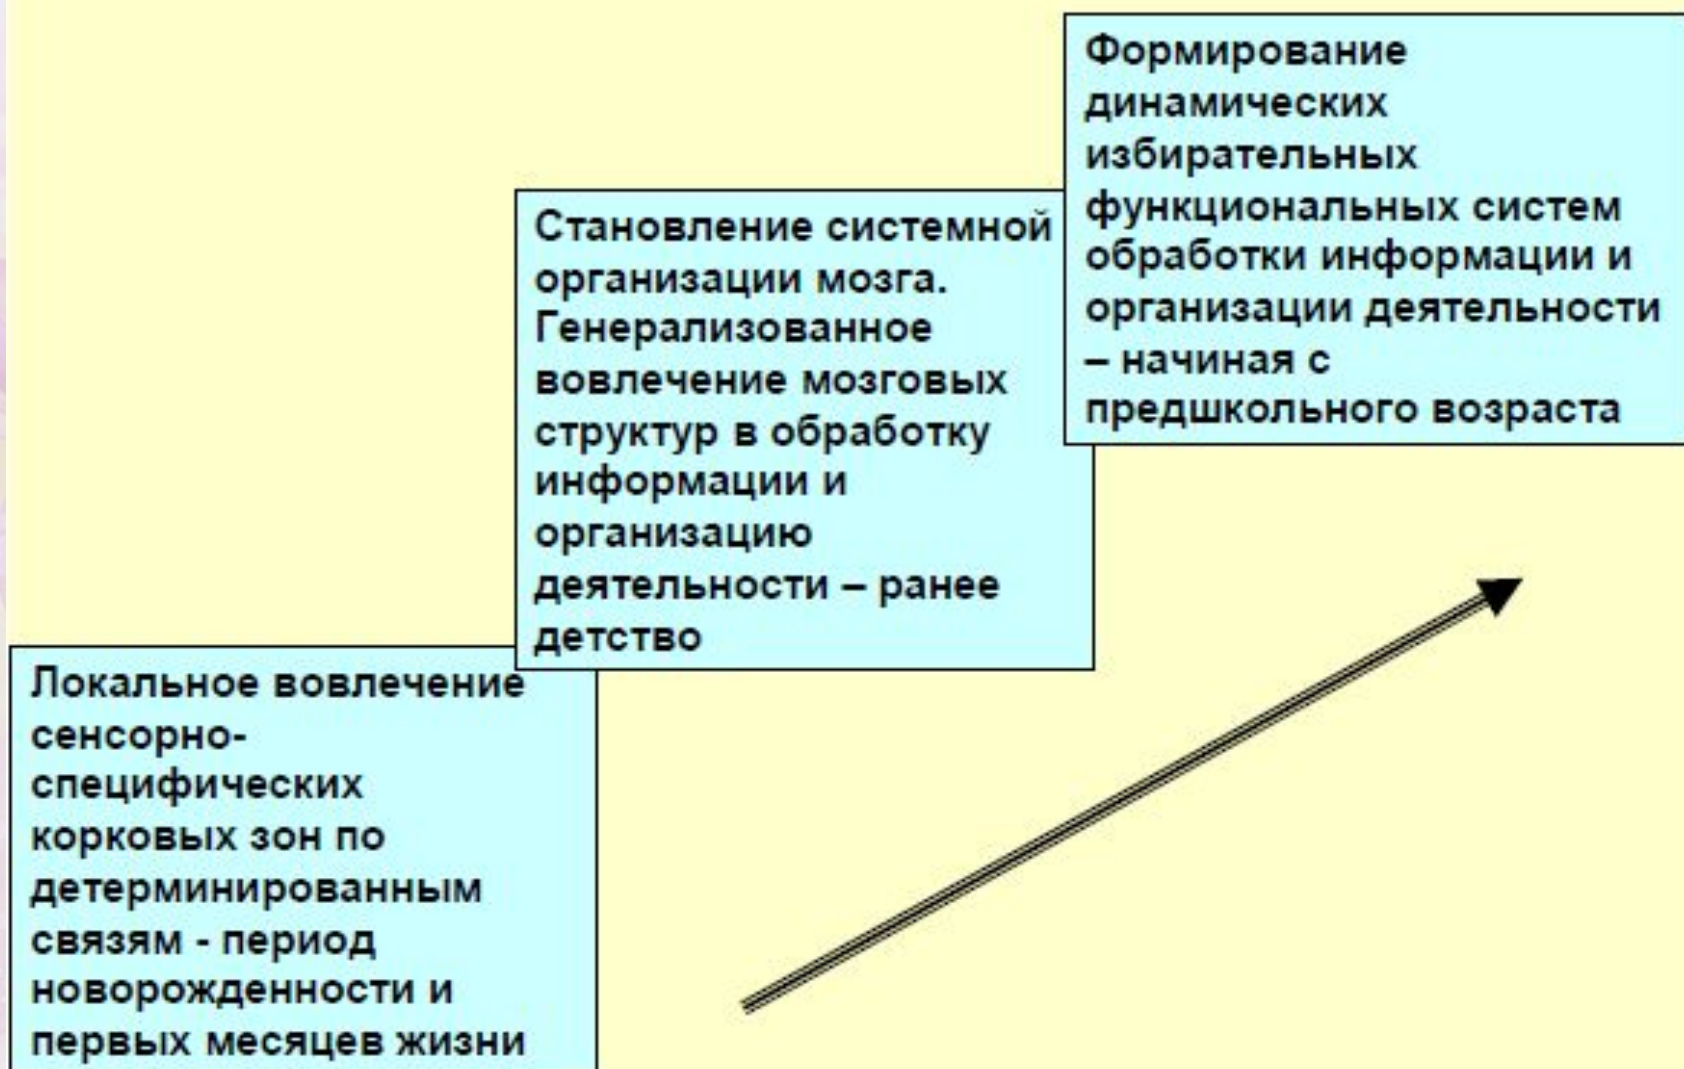 Локальное вовлечение
сенсорно-
специфических
корковых зон по
детерминированным
связям - период
новорожденности и
первых месяцев жизни
Становление системной
организации мозга.
Генерализованное
вовлечение мозговых
структур в обработку
информации и
организацию
деятельности – ранее
детство
Формирование
динамических
избирательных
функциональных систем
обработки информации и
организации деятельности
– начиная с
предшкольного возраста